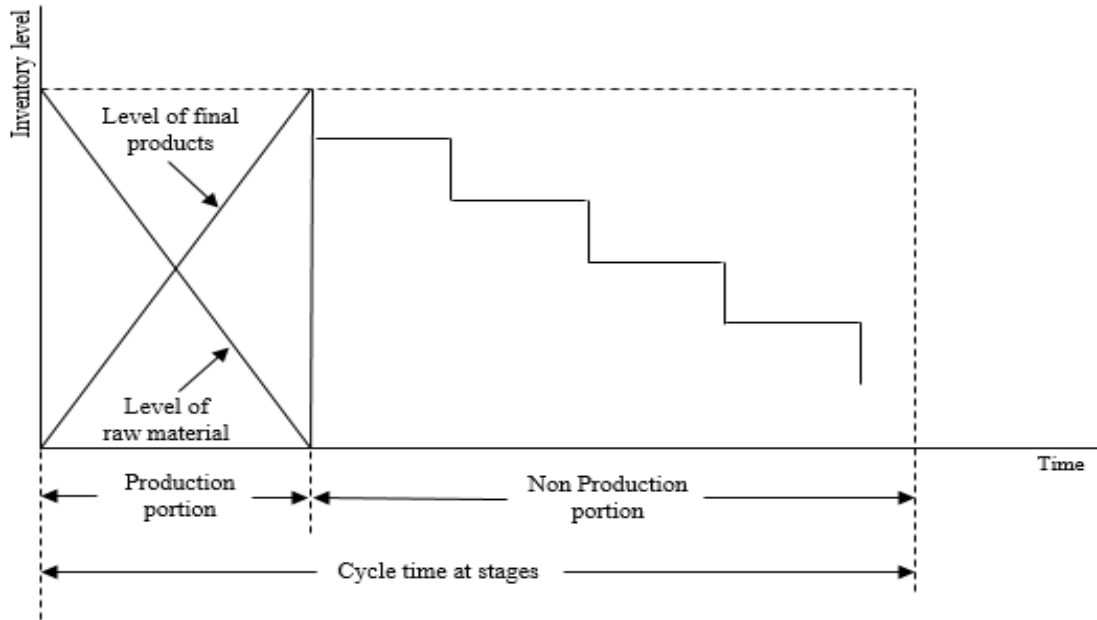 Inventory level
Level of final
products
Level of
raw material
Time
Production
portion
Non Production
portion
Cycle time at stages